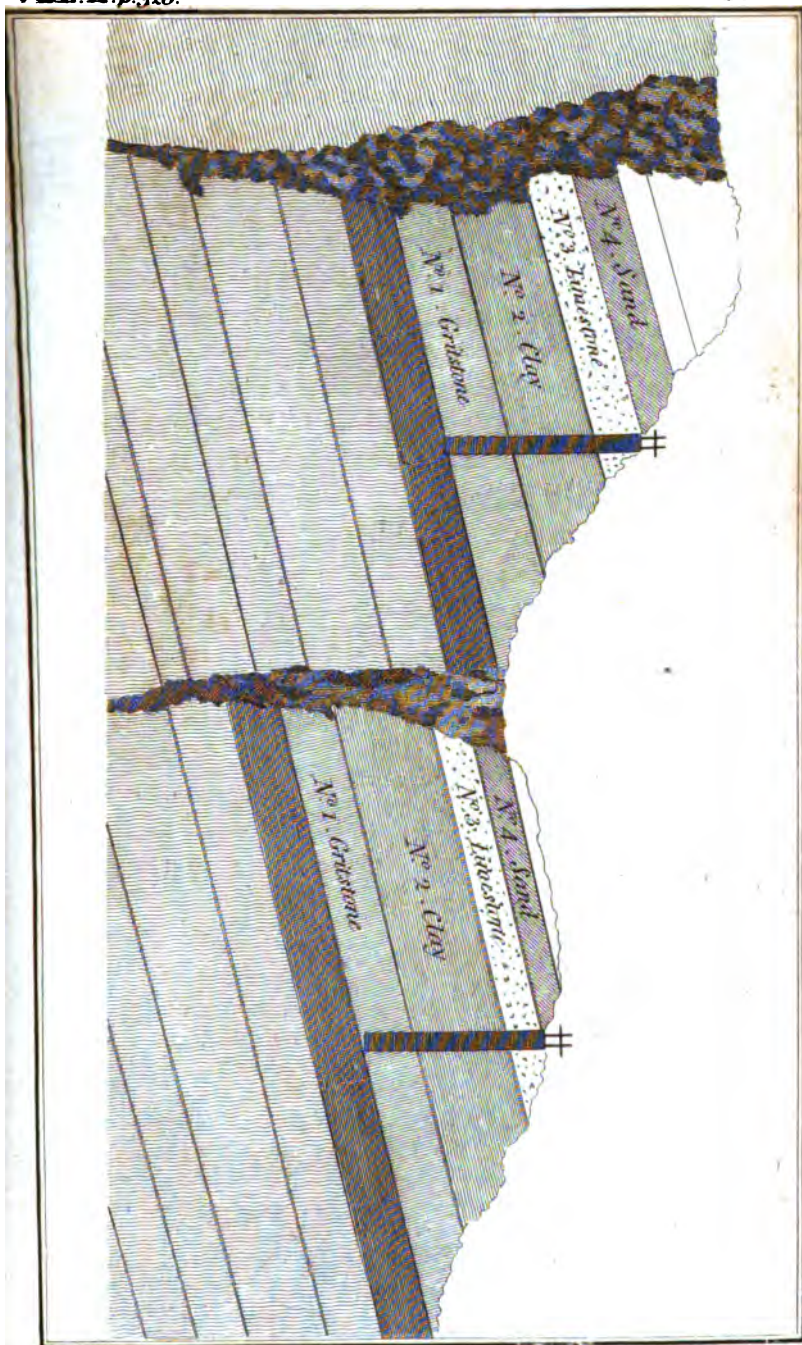 Nº 1. Gritstone
Nº 2. Clay
Nº 3. Limestone
Nº 4. Sand
Nº 1. Gritstone
Nº 2. Clay
Nº 3. Limestone
Nº 4. Sand